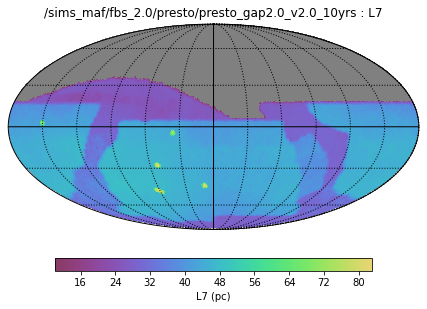 /sims_maf/fbs_2.0/presto/presto_gap2.0_v2.0_10yrs : L7
16 24 32 40 48 56 64 72 80
L7 (pc)